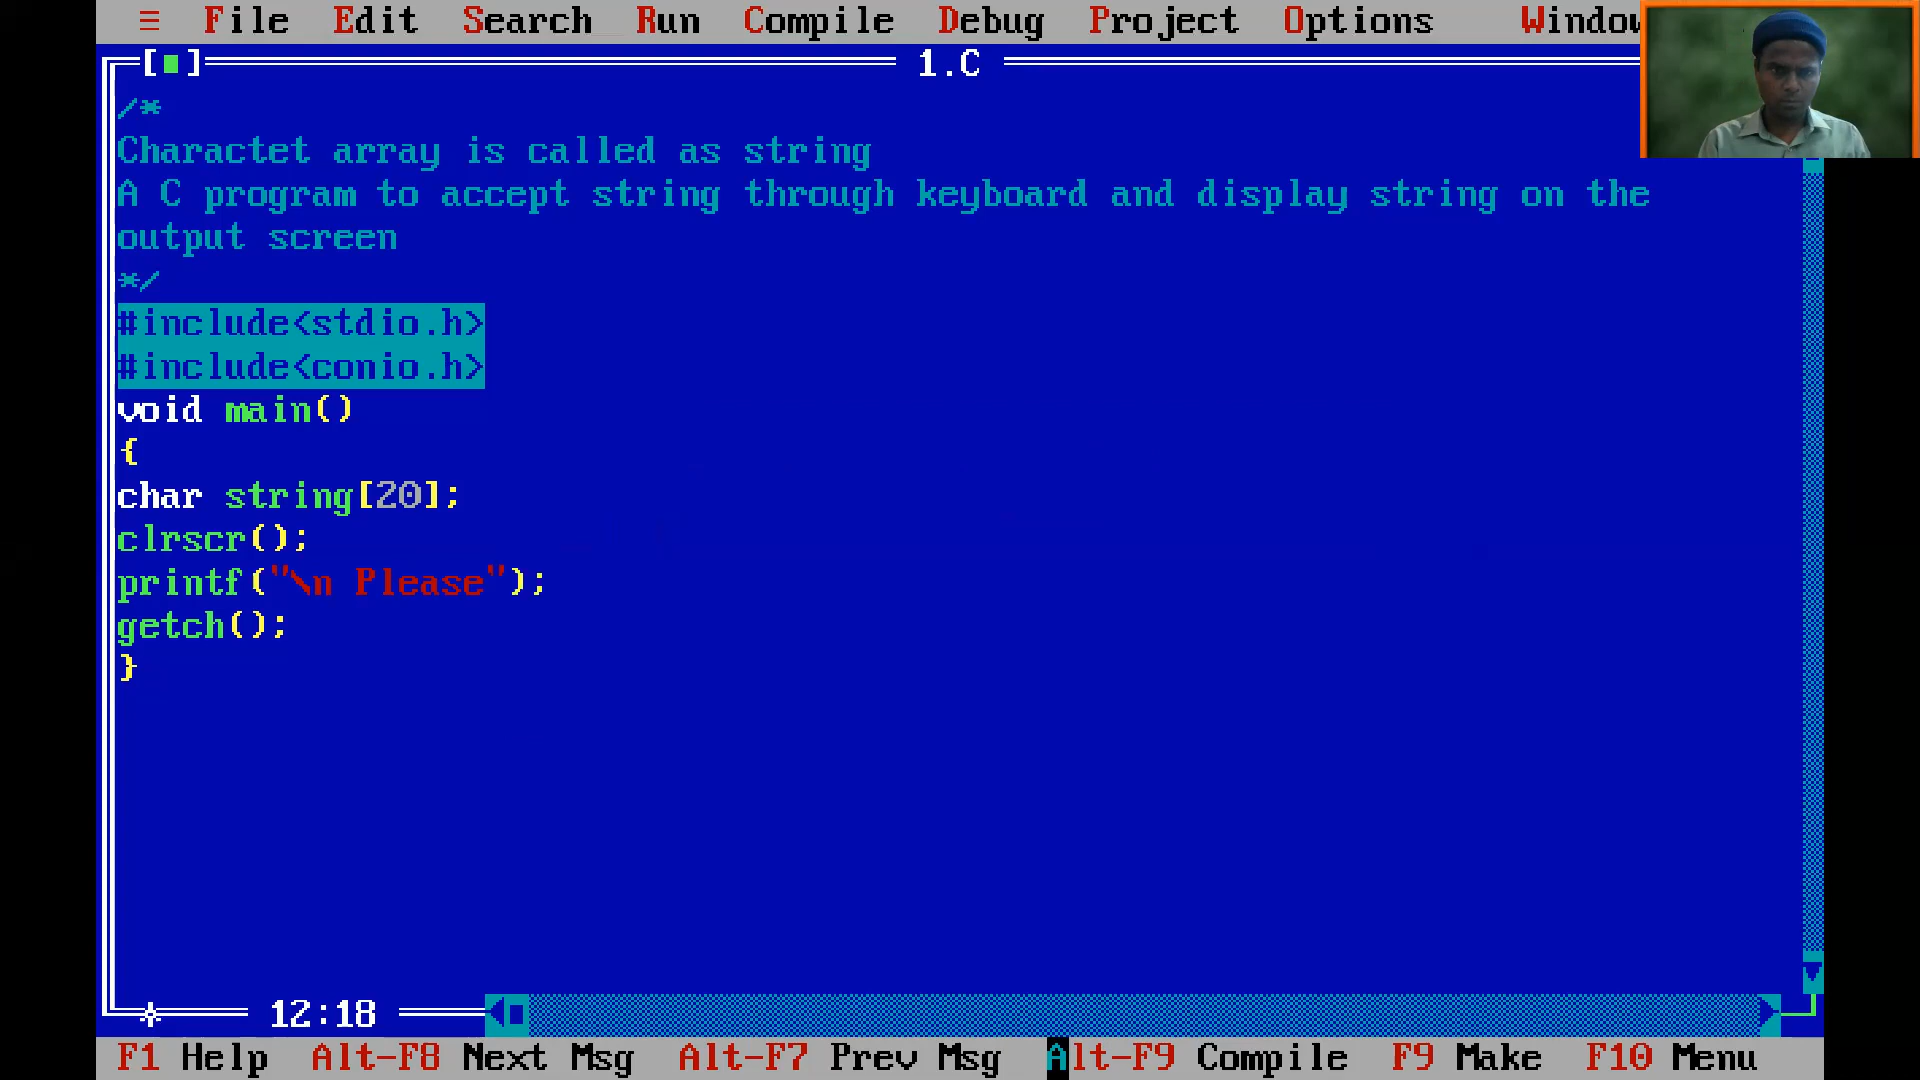 ≡ File Edit Search Run Compile Debug Project Options Window
[■] 1.C
/*
Charactet array is called as string
A C program to accept string through keyboard and display string on the
output screen
*/
#include<stdio.h>
#include<conio.h>
void main()
{
char string[20];
clrscr();
printf("\n Please");
getch();
}
12:18
F1 Help Alt-F8 Next Msg Alt-F7 Prev Msg Alt-F9 Compile F9 Make F10 Menu